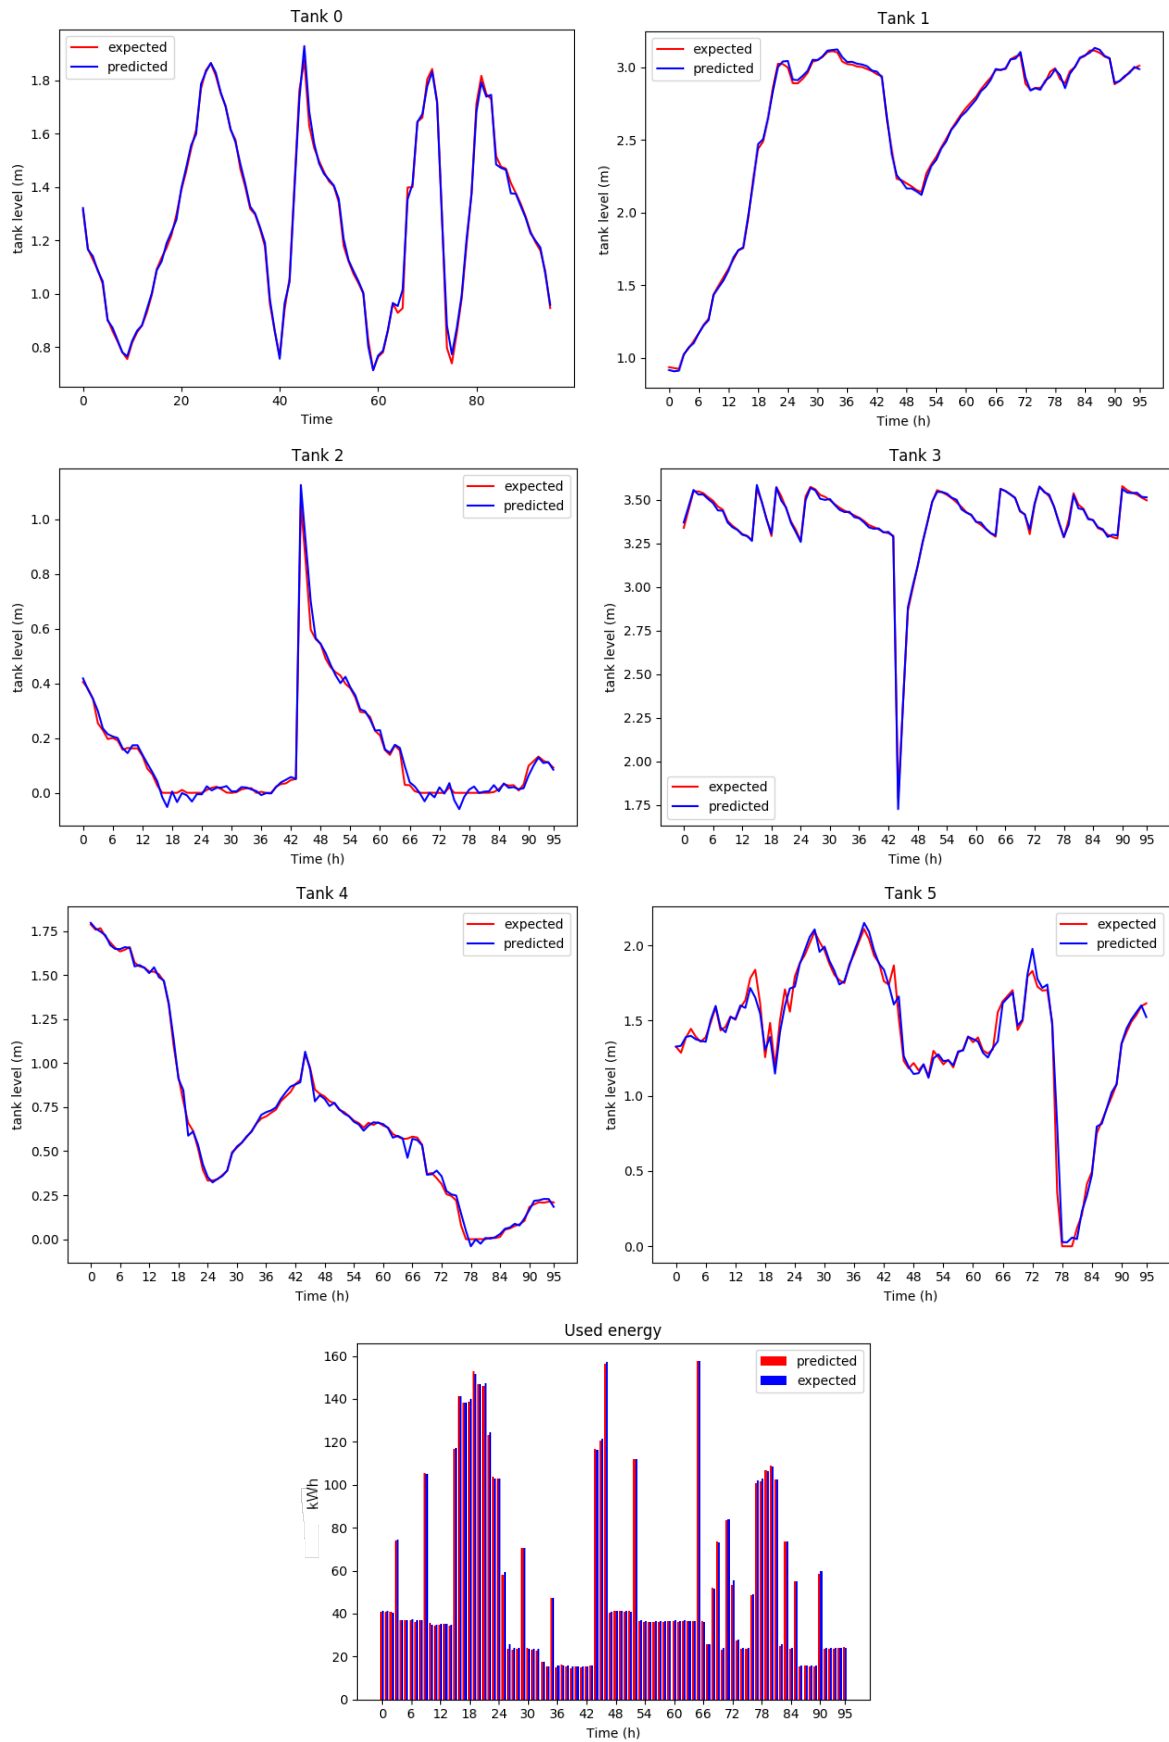 Tank 0
expected
predicted
tank level (m)
1.8
1.6
1.4
1.2
1.0
0.8
0 20 40 60 80
Time
Tank 1
expected
predicted
tank level (m)
3.0
2.5
2.0
1.5
1.0
0 6 12 18 24 30 36 42 48 54 60 66 72 78 84 90 95
Time (h)
Tank 2
expected
predicted
tank level (m)
1.0
0.8
0.6
0.4
0.2
0.0
0 6 12 18 24 30 36 42 48 54 60 66 72 78 84 90 95
Time (h)
Tank 3
expected
predicted
tank level (m)
3.50
3.25
3.00
2.75
2.50
2.25
2.00
1.75
0 6 12 18 24 30 36 42 48 54 60 66 72 78 84 90 95
Time (h)
Tank 4
expected
predicted
tank level (m)
1.75
1.50
1.25
1.00
0.75
0.50
0.25
0.00
0 6 12 18 24 30 36 42 48 54 60 66 72 78 84 90 95
Time (h)
Tank 5
expected
predicted
tank level (m)
2.0
1.5
1.0
0.5
0.0
0 6 12 18 24 30 36 42 48 54 60 66 72 78 84 90 95
Time (h)
Used energy
predicted
expected
kWh
160
140
120
100
80
60
40
20
0
0 6 12 18 24 30 36 42 48 54 60 66 72 78 84 90 95
Time (h)